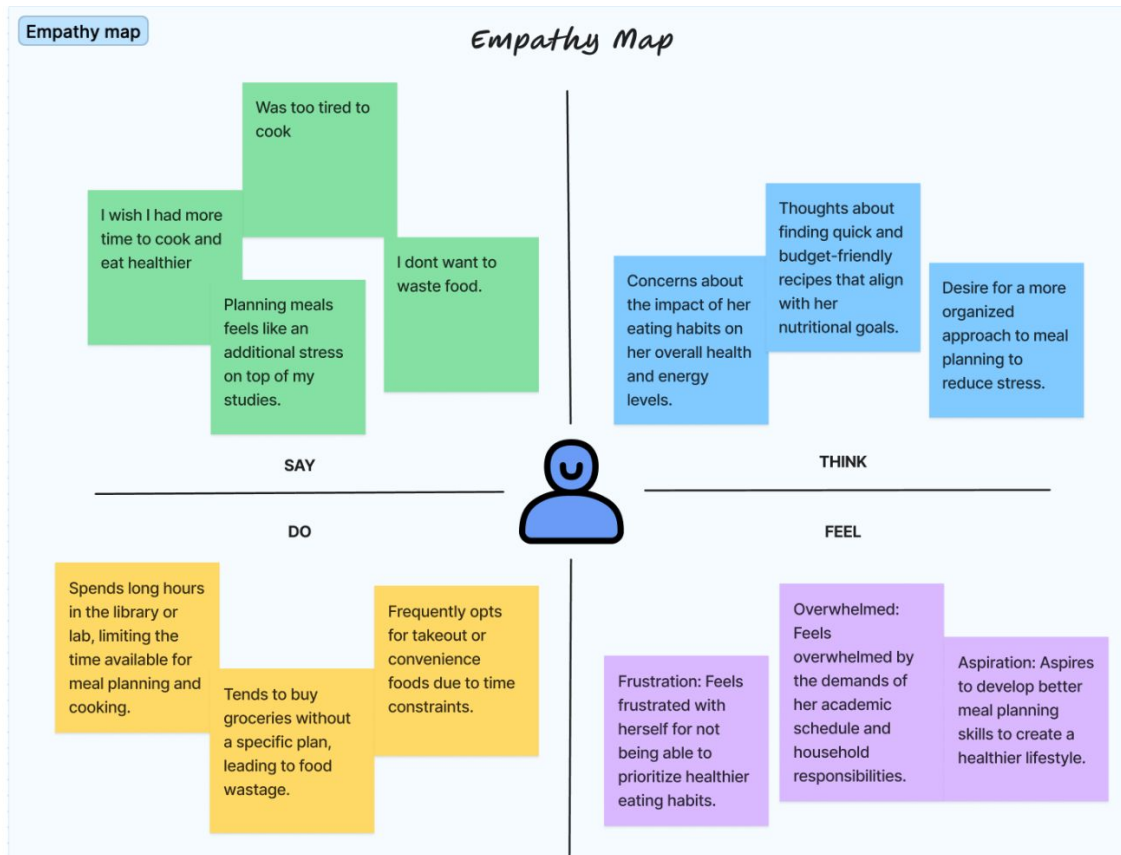 Empathy map
Empathy Map
Was too tired to
cook
I wish I had more
time to cook and
eat healthier
I dont want to
waste food.
Planning meals
feels like an
additional stress
on top of my
studies.
SAY
Thoughts about
finding quick and
budget-friendly
recipes that align
with her
nutritional goals.
Concerns about
the impact of her
eating habits on
her overall health
and energy
levels.
Desire for a more
organized
approach to meal
planning to
reduce stress.
THINK
DO
Spends long hours
in the library or
lab, limiting the
time available for
meal planning and
cooking.
Tends to buy
groceries without
a specific plan,
leading to food
wastage.
Frequently opts
for takeout or
convenience
foods due to time
constraints.
FEEL
Frustration: Feels
frustrated with
herself for not
being able to
prioritize healthier
eating habits.
Overwhelmed:
Feels
overwhelmed by
the demands of
her academic
schedule and
household
responsibilities.
Aspiration: Aspires
to develop better
meal planning
skills to create a
healthier lifestyle.